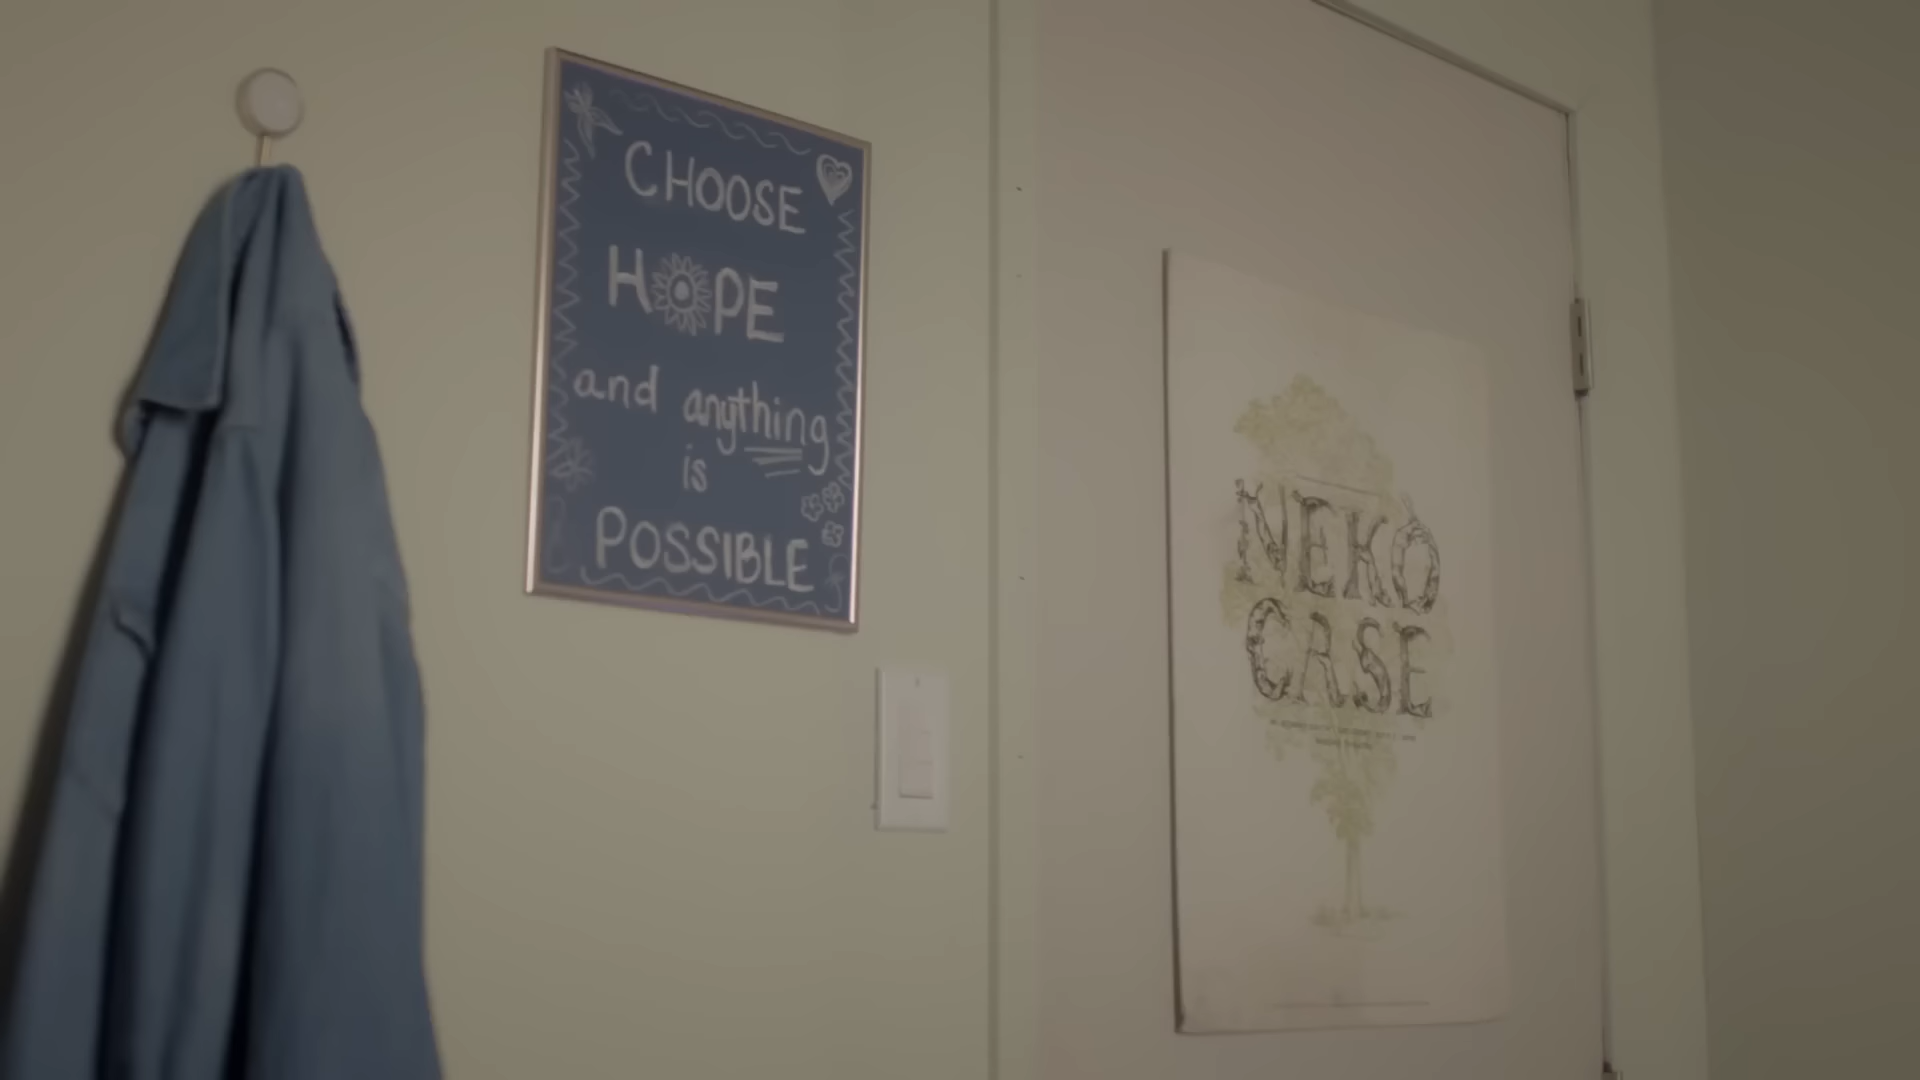 CHOOSE
HOPE
and anything
is
POSSIBLE
NEKO
CASE